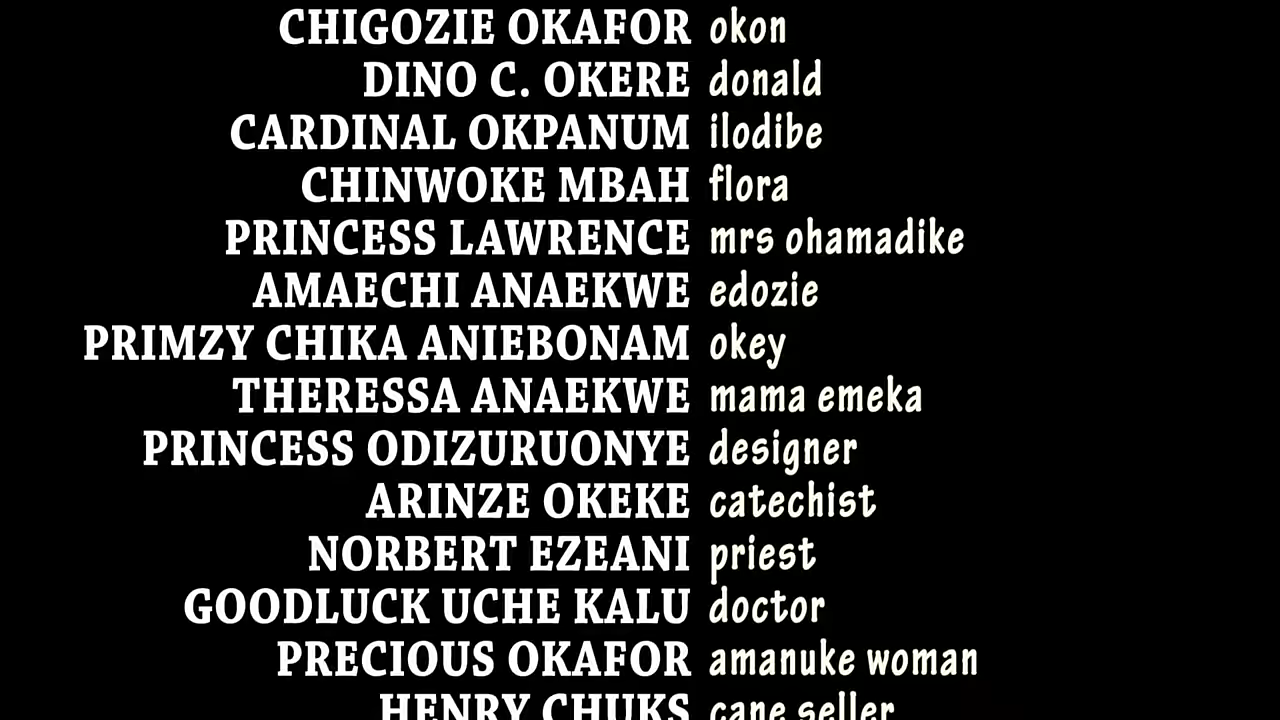 CHIGOZIE OKAFOR okon
DINO C. OKERE donald
CARDINAL OKPANUM ilodibe
CHINWOKE MBAH flora
PRINCESS LAWRENCE mrs ohamadike
AMAECHI ANAEKWE edozie
PRIMZY CHIKA ANIEBONAM okey
THERESSA ANAEKWE mama emeka
PRINCESS ODIZURUONYE designer
ARINZE OKEKE catechist
NORBERT EZEANI priest
GOODLUCK UCHE KALU doctor
PRECIOUS OKAFOR amanuke woman
HENRY CHUKS cane seller